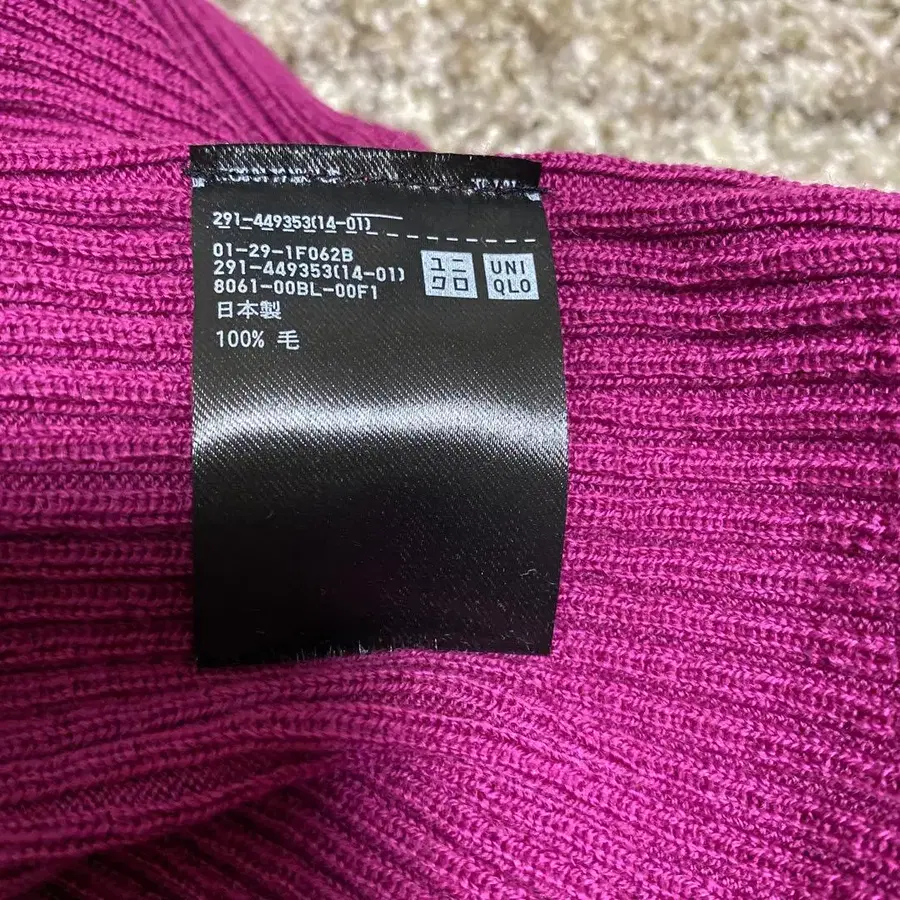 291-449353(14-01)
01-29-1F062B
291-449353(14-01)
8061-00BL-00F1
日本製
100% 毛
ユニ
クロ
UNI
QLO